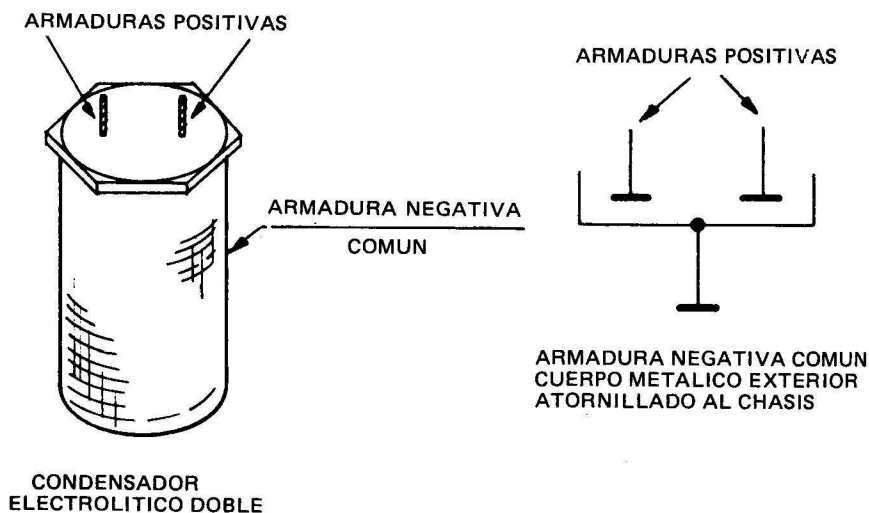 ARMADURAS POSITIVAS
ARMADURA NEGATIVA
COMUN
CONDENSADOR
ELECTROLITICO DOBLE
ARMADURAS POSITIVAS
ARMADURA NEGATIVA COMUN
CUERPO METALICO EXTERIOR
ATORNILLADO AL CHASIS